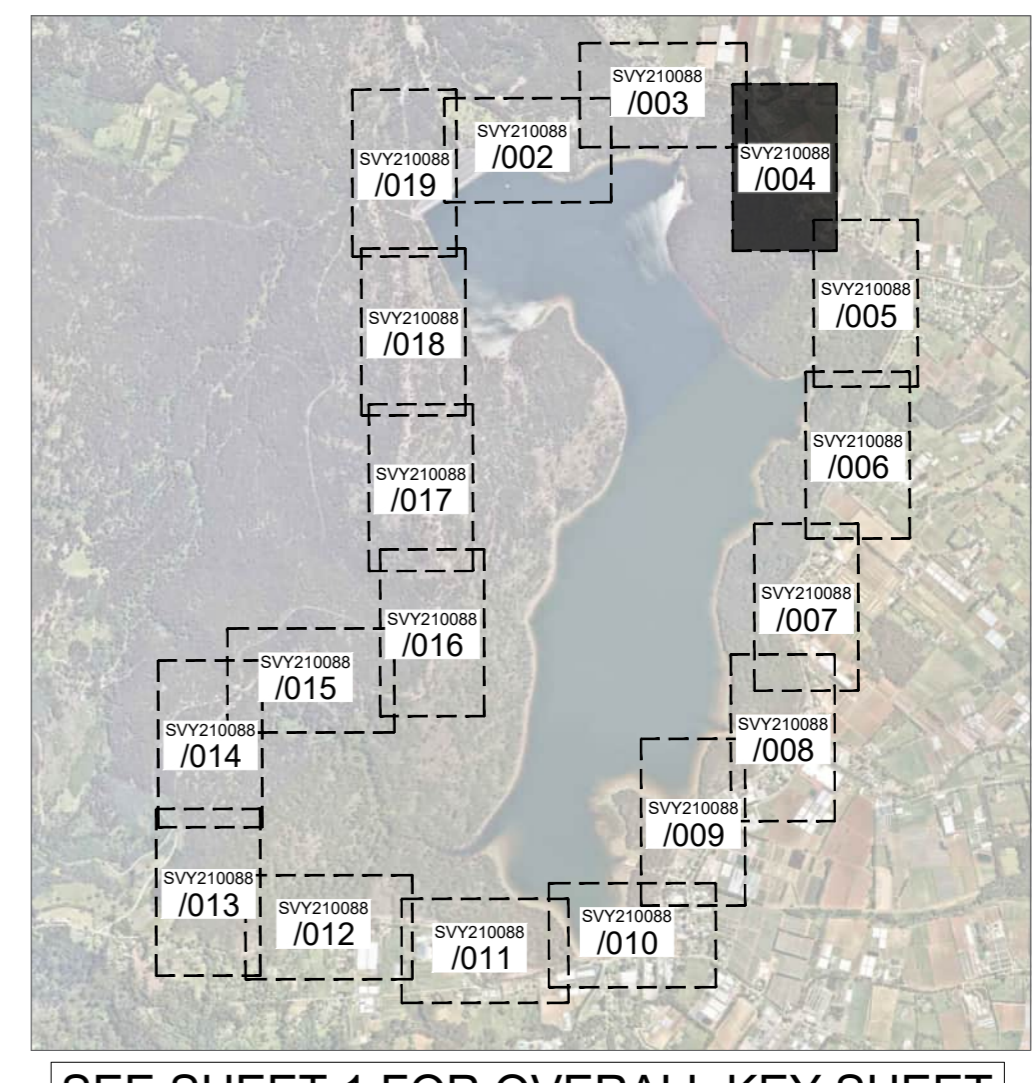 SVY210088
/003
SVY210088
/002
SVY210088
/004
SVY210088
/019
SVY210088
/005
SVY210088
/018
SVY210088
/006
SVY210088
/017
SVY210088
/007
SVY210088
/016
SVY210088
/015
SVY210088
/014
SVY210088
/008
SVY210088
/009
SVY210088
/013
SVY210088
/012
SVY210088
/011
SVY210088
/010
SEE SHEET 1 FOR OVERALL KEY SHEET